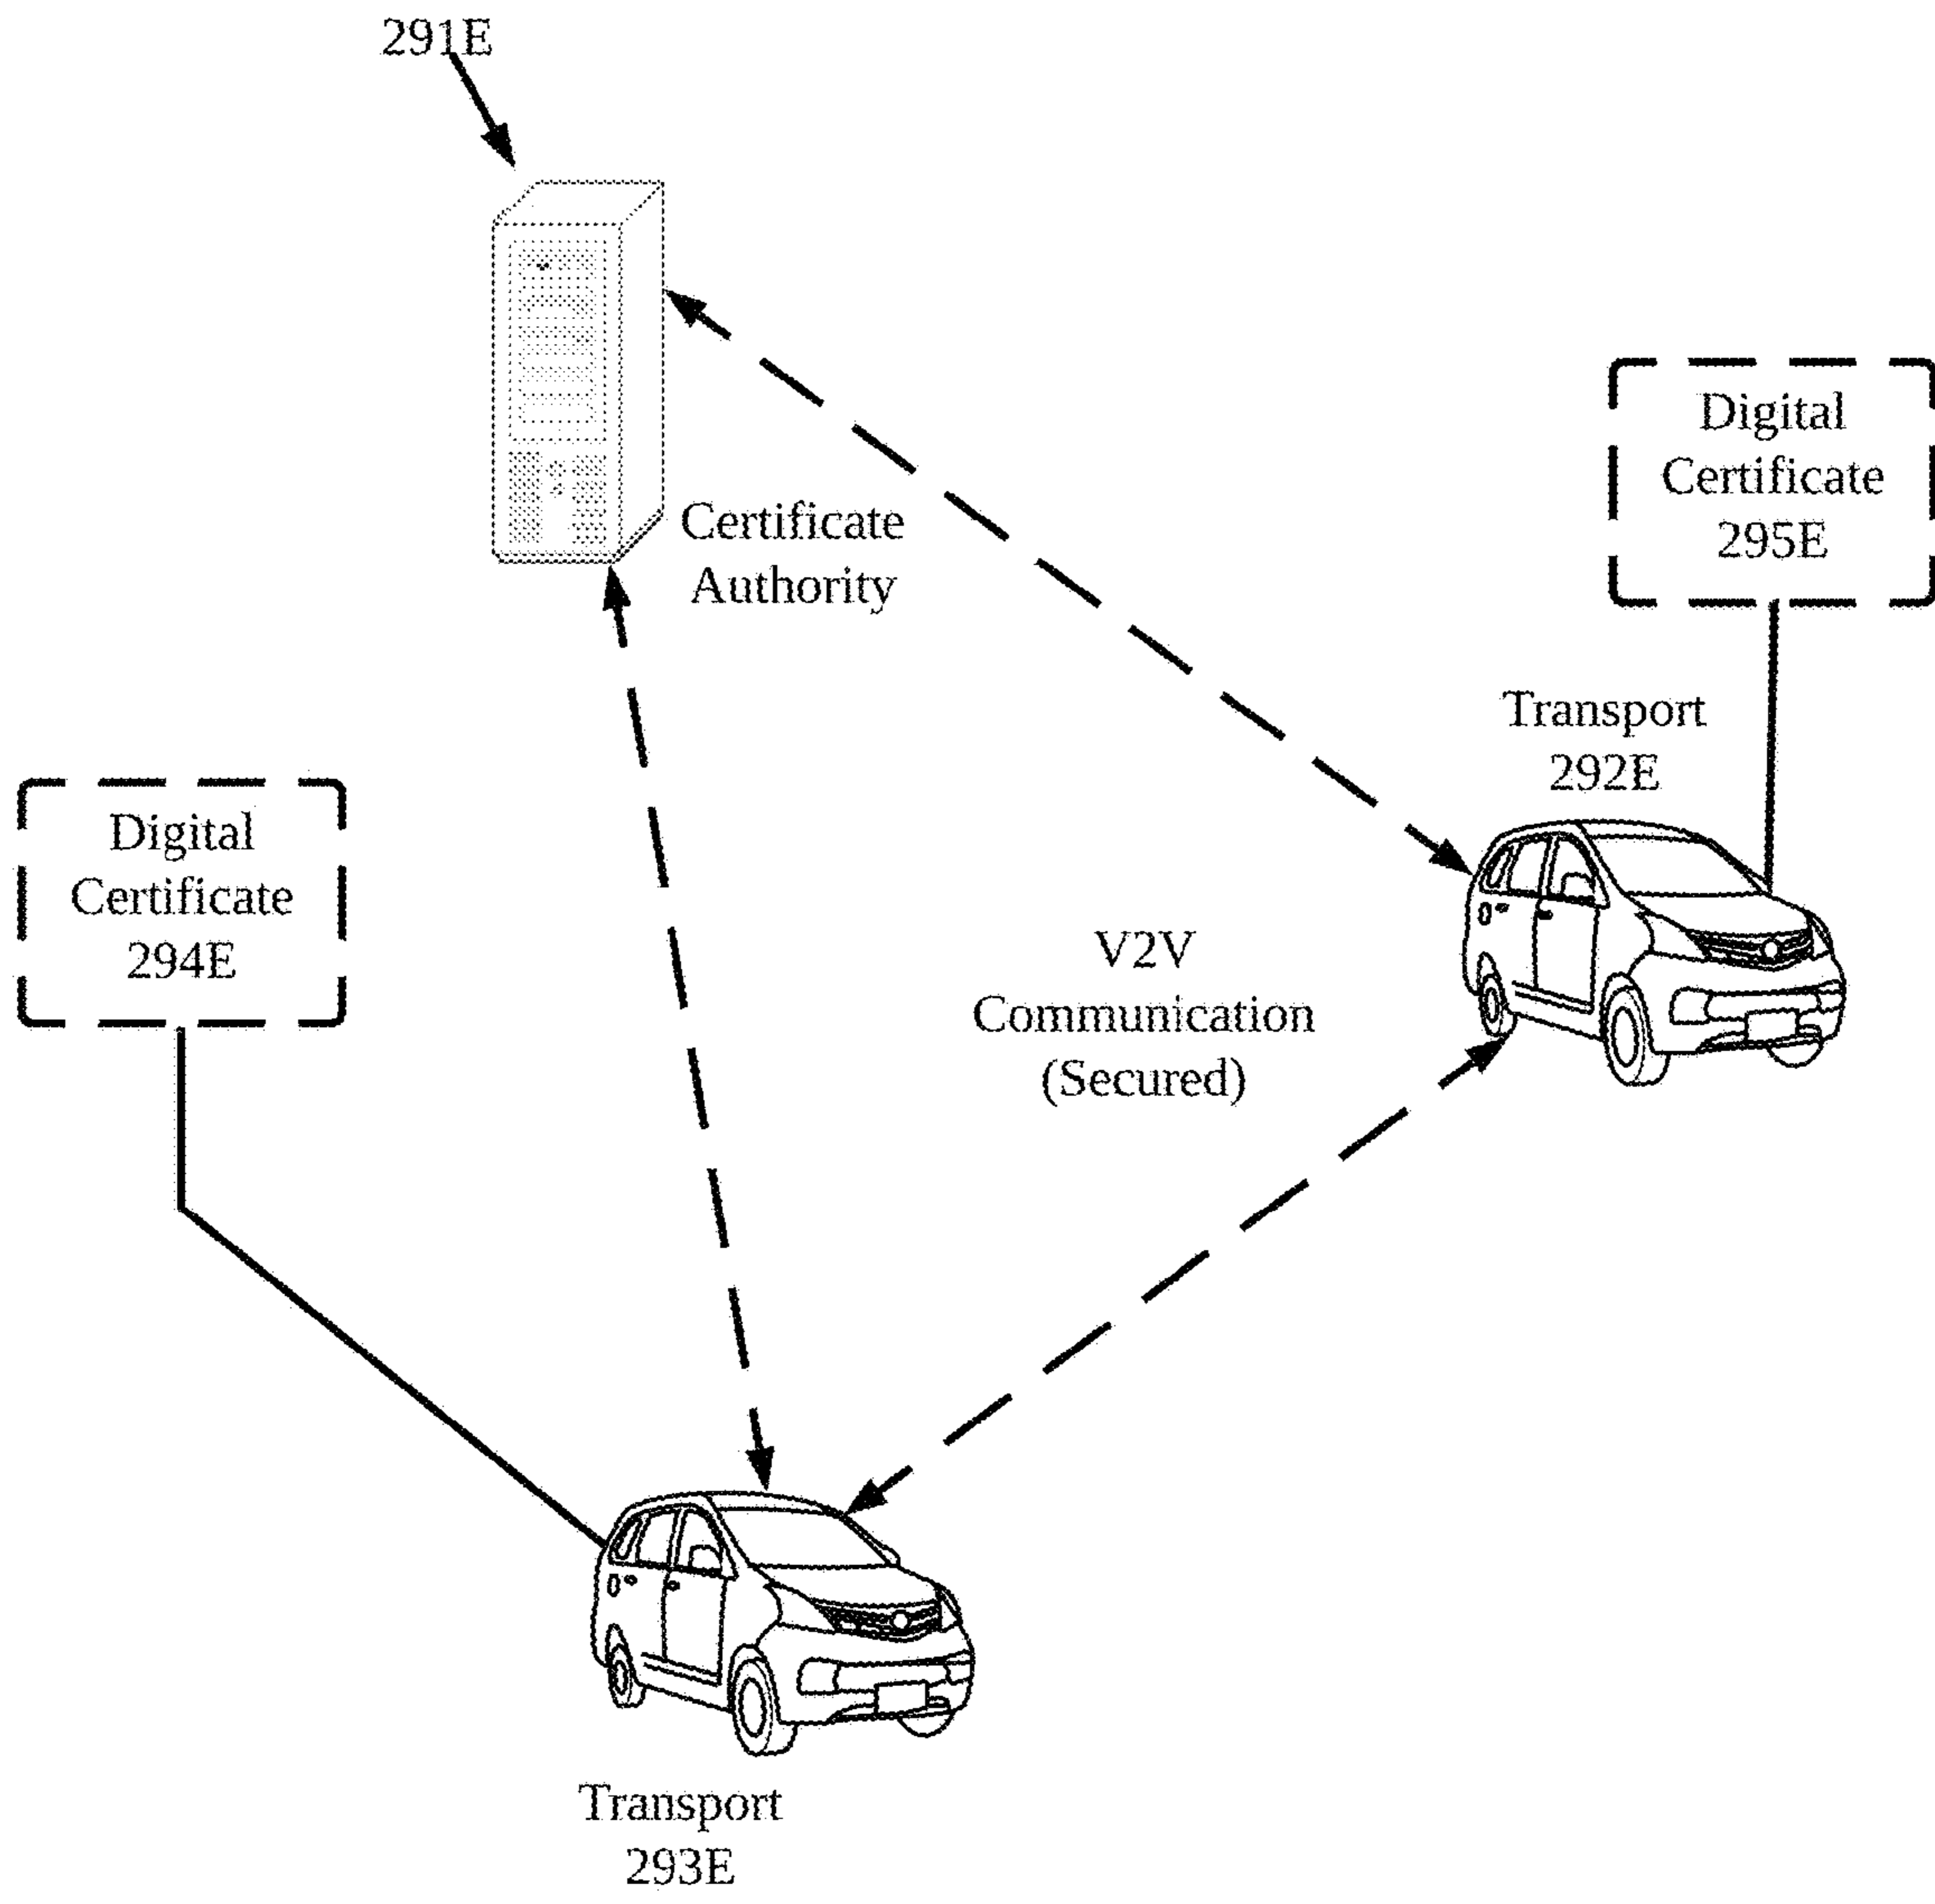 291E
Certificate
Authority
Digital
Certificate
295E
Transport
292E
Digital
Certificate
294E
V2V
Communication
(Secured)
Transport
293E